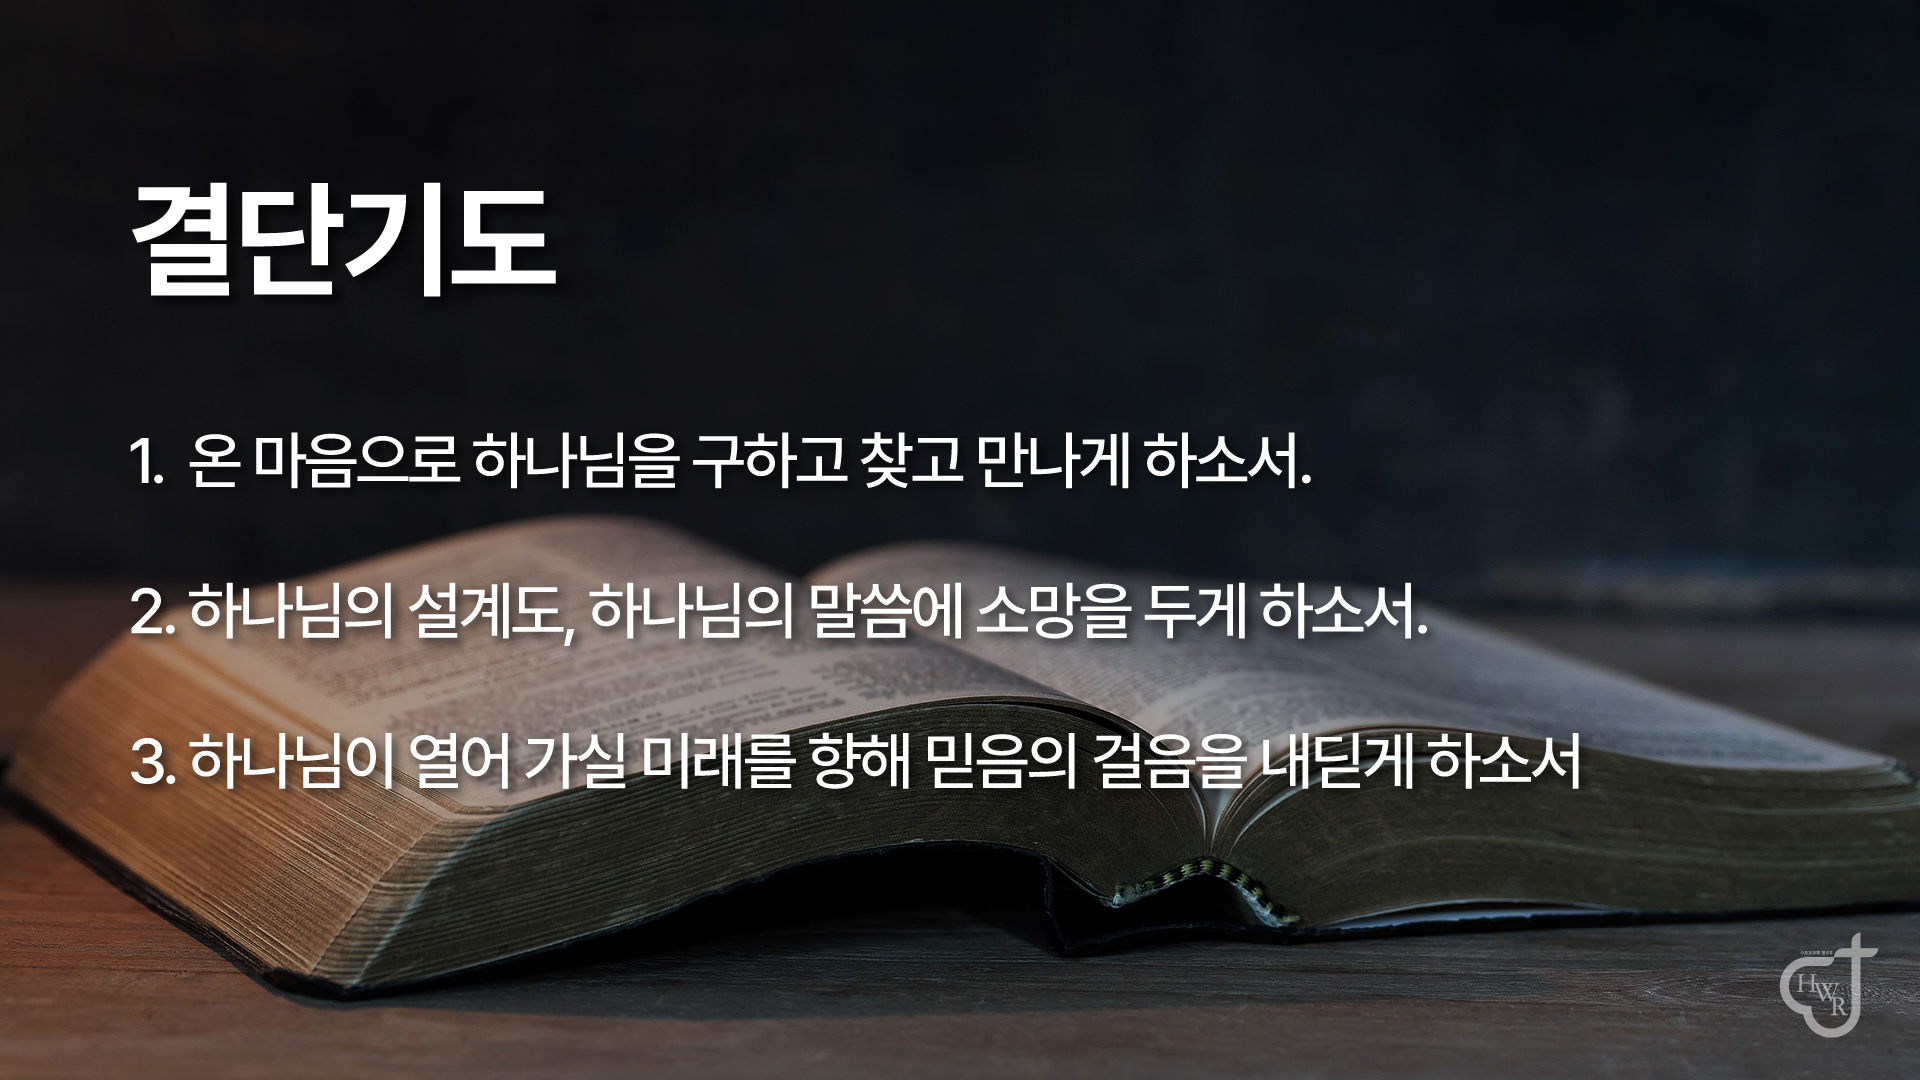 결단기도
1. 온 마음으로 하나님을 구하고 찾고 만나게 하소서.
2. 하나님의 설계도, 하나님의 말씀에 소망을 두게 하소서.
3. 하나님이 열어 가실 미래를 향해 믿음의 걸음을 내딛게 하소서
HWR